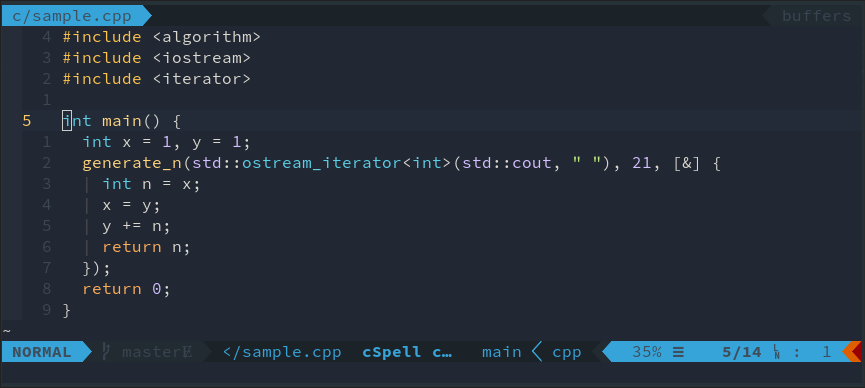 c/sample.cpp buffers
4 #include <algorithm>
3 #include <iostream>
2 #include <iterator>
1
5 int main() {
1 int x = 1, y = 1;
2 generate_n(std::ostream_iterator<int>(std::cout, " "), 21, [&] {
3 | int n = x;
4 | x = y;
5 | y += n;
6 | return n;
7 });
8 return 0;
9 }
~
NORMAL master </sample.cpp cSpell c… main cpp 35% ☰ 5/14 : 1